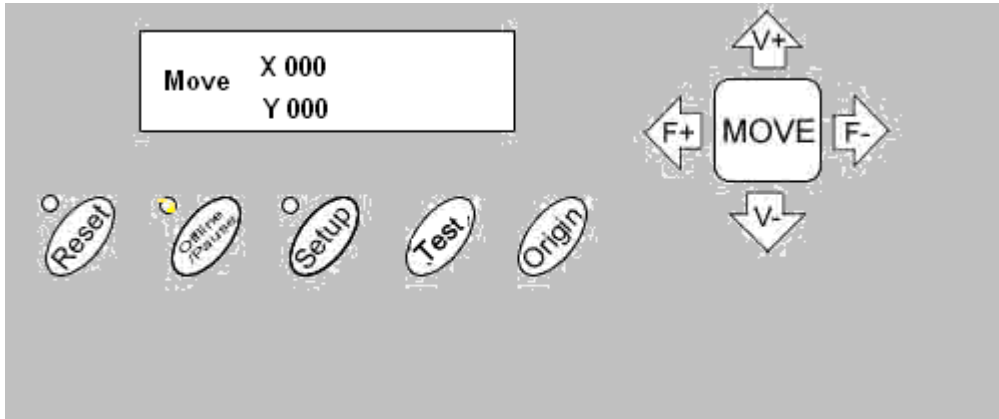 Move X 000
Y 000
V+
F+ MOVE F-
V-
Reset
Offline
/Pause
Setup
Test
Origin